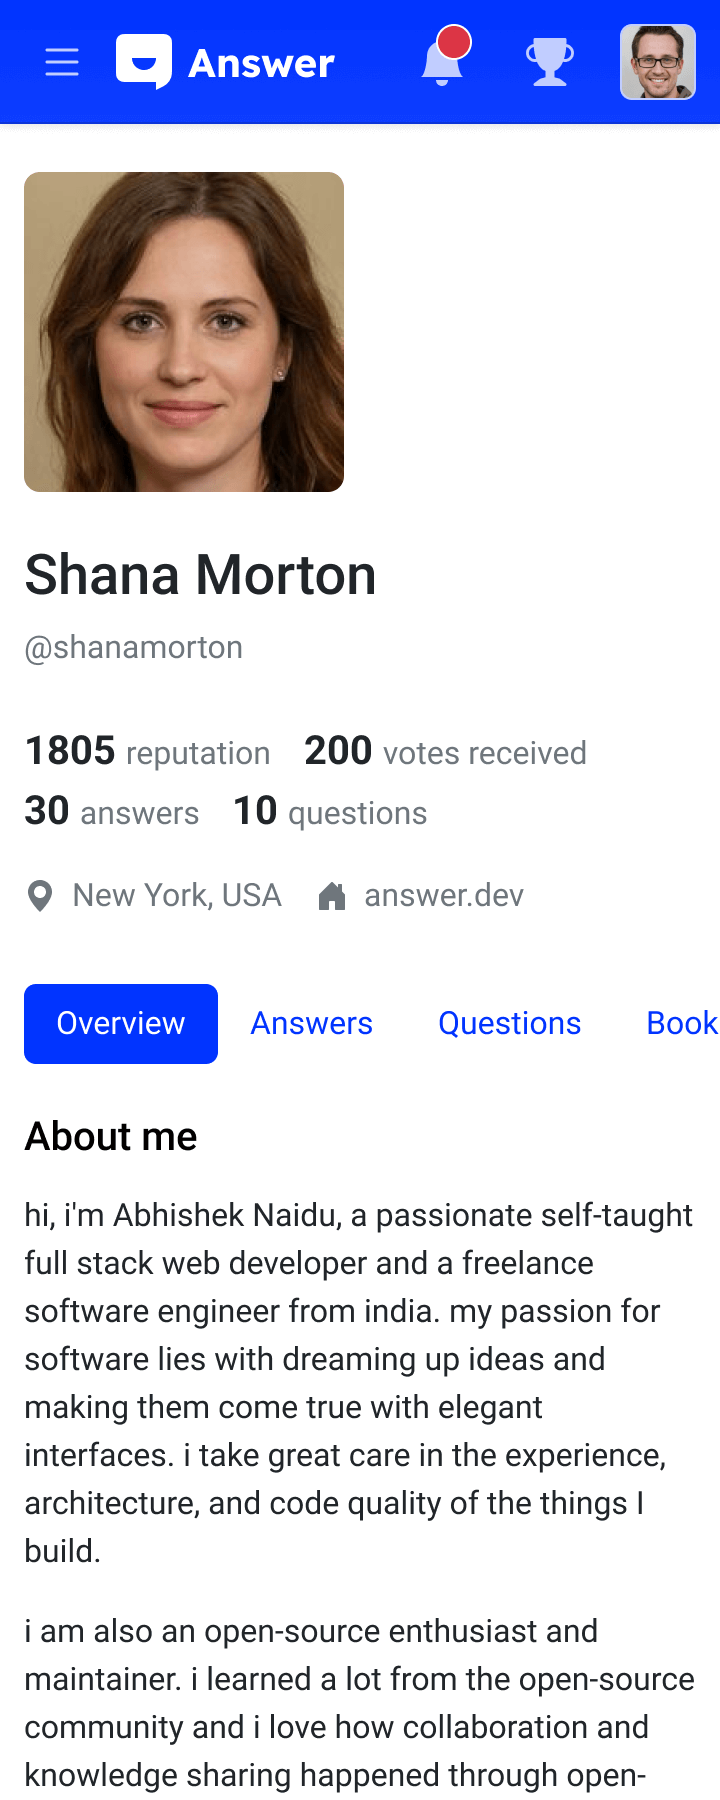 Answer
Shana Morton
@shanamorton
1805 reputation 200 votes received
30 answers 10 questions
New York, USA answer.dev
Overview Answers Questions Book
About me
hi, i'm Abhishek Naidu, a passionate self-taught
full stack web developer and a freelance
software engineer from india. my passion for
software lies with dreaming up ideas and
making them come true with elegant
interfaces. i take great care in the experience,
architecture, and code quality of the things I
build.
i am also an open-source enthusiast and
maintainer. i learned a lot from the open-source
community and i love how collaboration and
knowledge sharing happened through open-